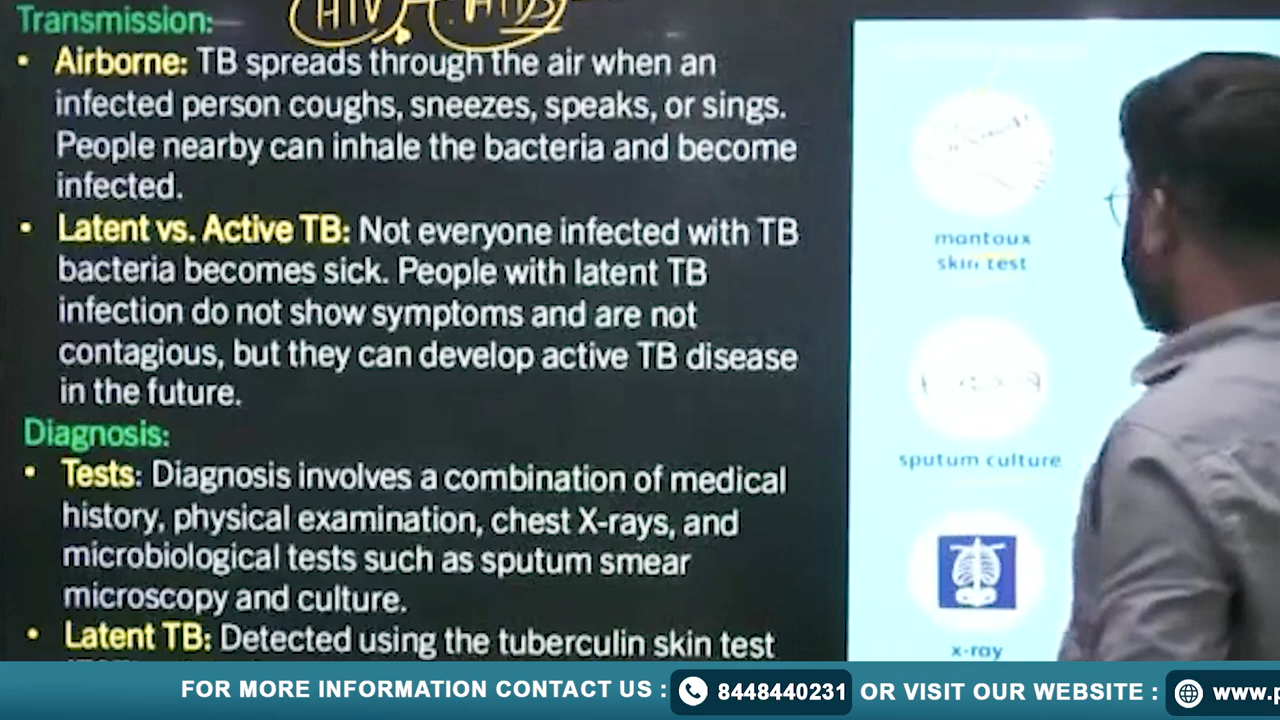 Transmission:
HIV AIDS
• Airborne: TB spreads through the air when an
infected person coughs, sneezes, speaks, or sings.
People nearby can inhale the bacteria and become
infected.
• Latent vs. Active TB: Not everyone infected with TB
bacteria becomes sick. People with latent TB
infection do not show symptoms and are not
contagious, but they can develop active TB disease
in the future.
Diagnosis:
• Tests: Diagnosis involves a combination of medical
history, physical examination, chest X-rays, and
microbiological tests such as sputum smear
microscopy and culture.
• Latent TB: Detected using the tuberculin skin test
mantoux
skin test
sputum culture
x-ray
FOR MORE INFORMATION CONTACT US : 8448440231 OR VISIT OUR WEBSITE : www.p